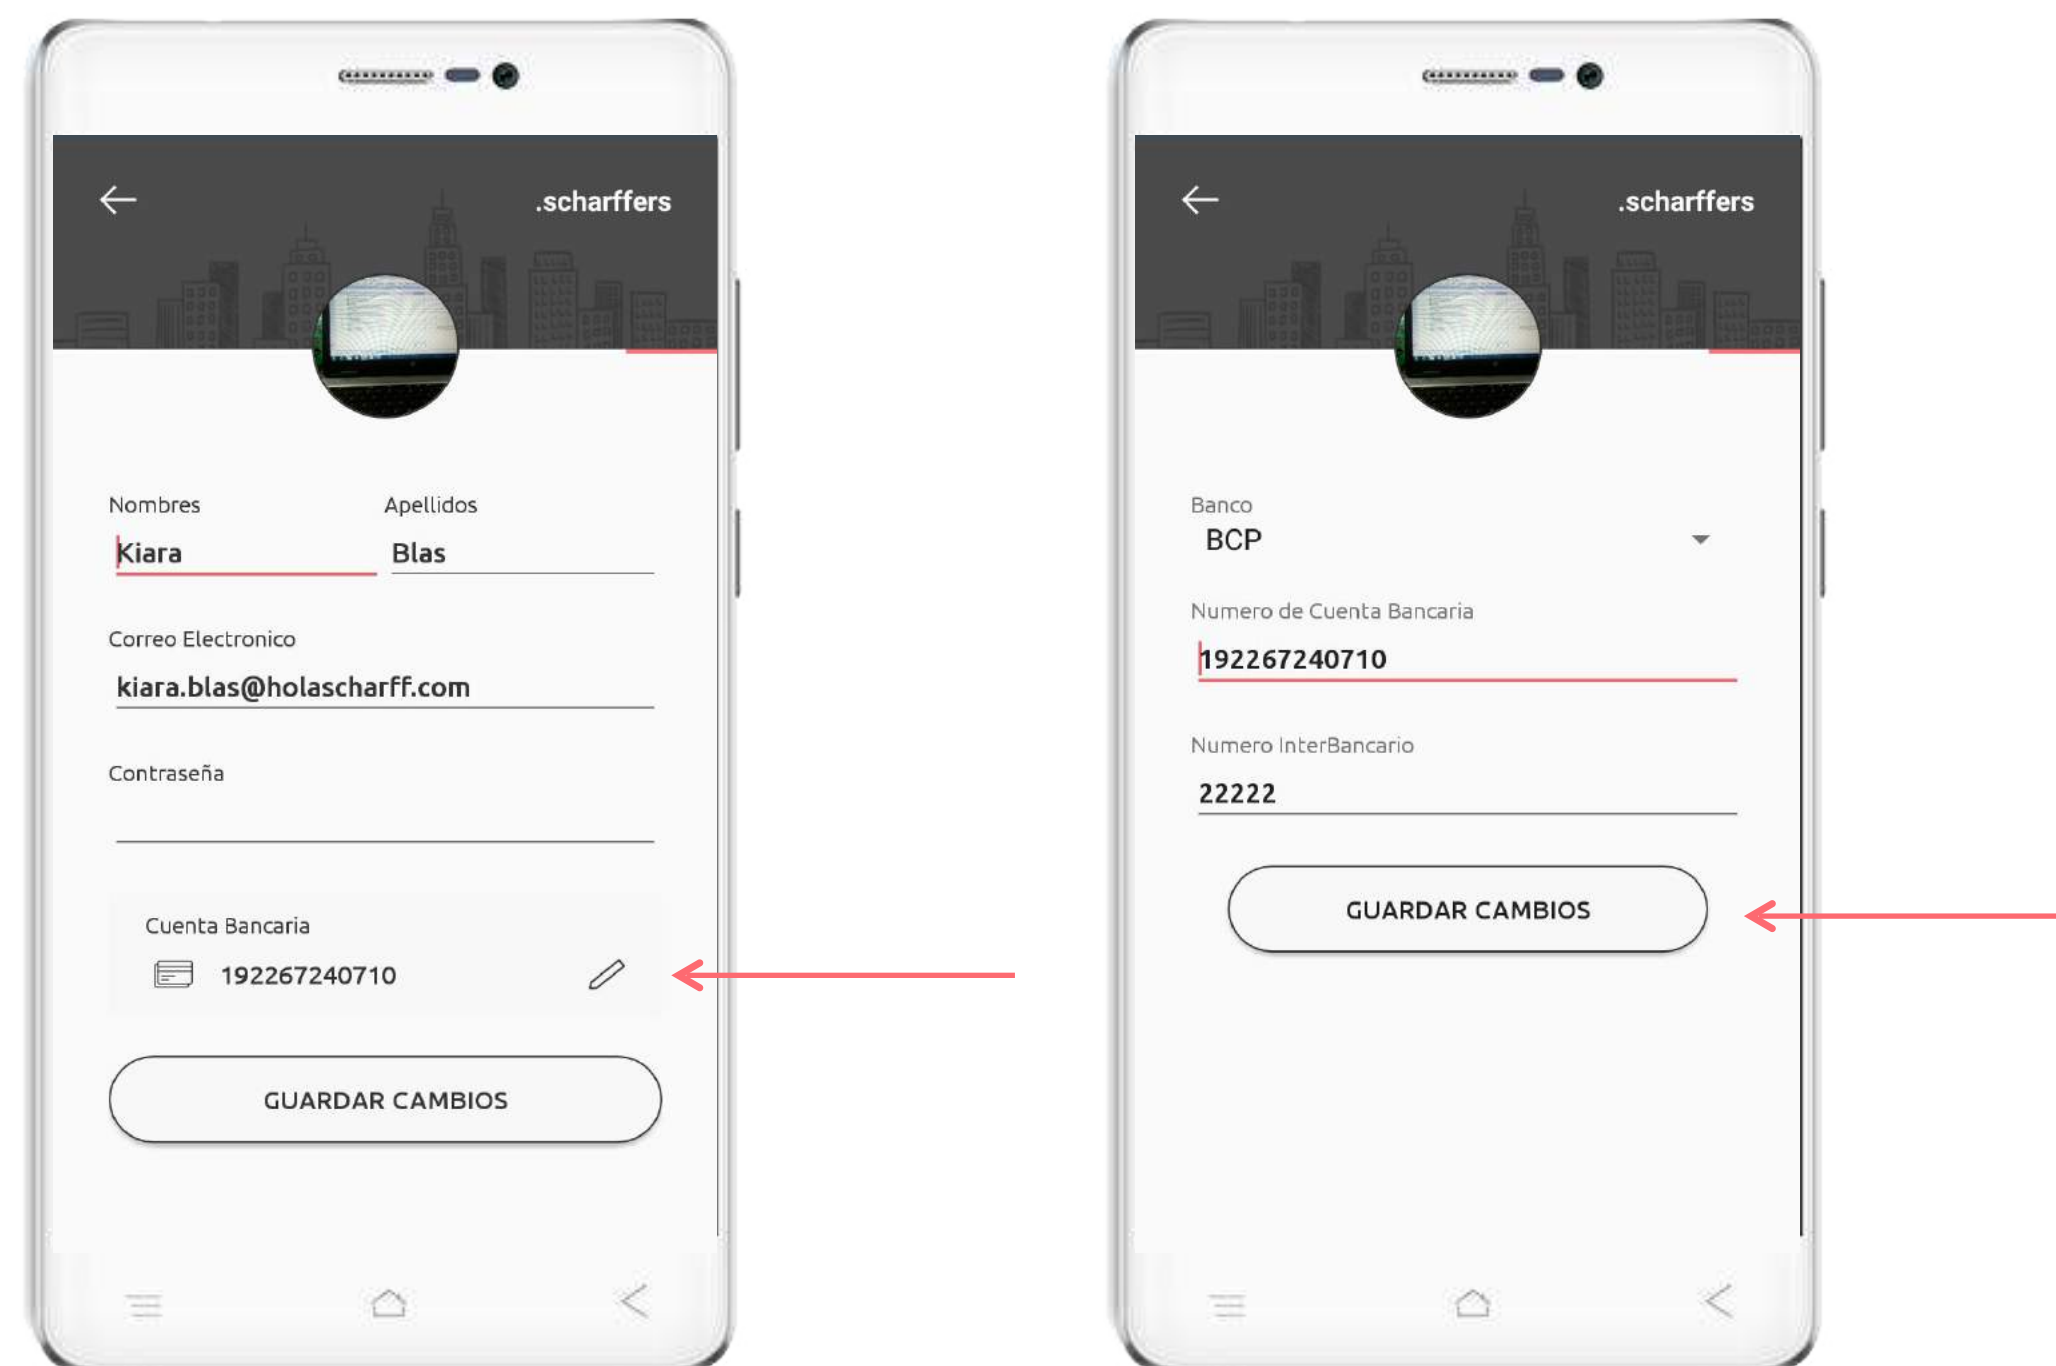 .scharffers
Nombres Apellidos
Kiara Blas
Correo Electronico
kiara.blas@holascharff.com
Contraseña
Cuenta Bancaria
192267240710
GUARDAR CAMBIOS
.scharffers
Banco
BCP
Numero de Cuenta Bancaria
192267240710
Numero InterBancario
22222
GUARDAR CAMBIOS